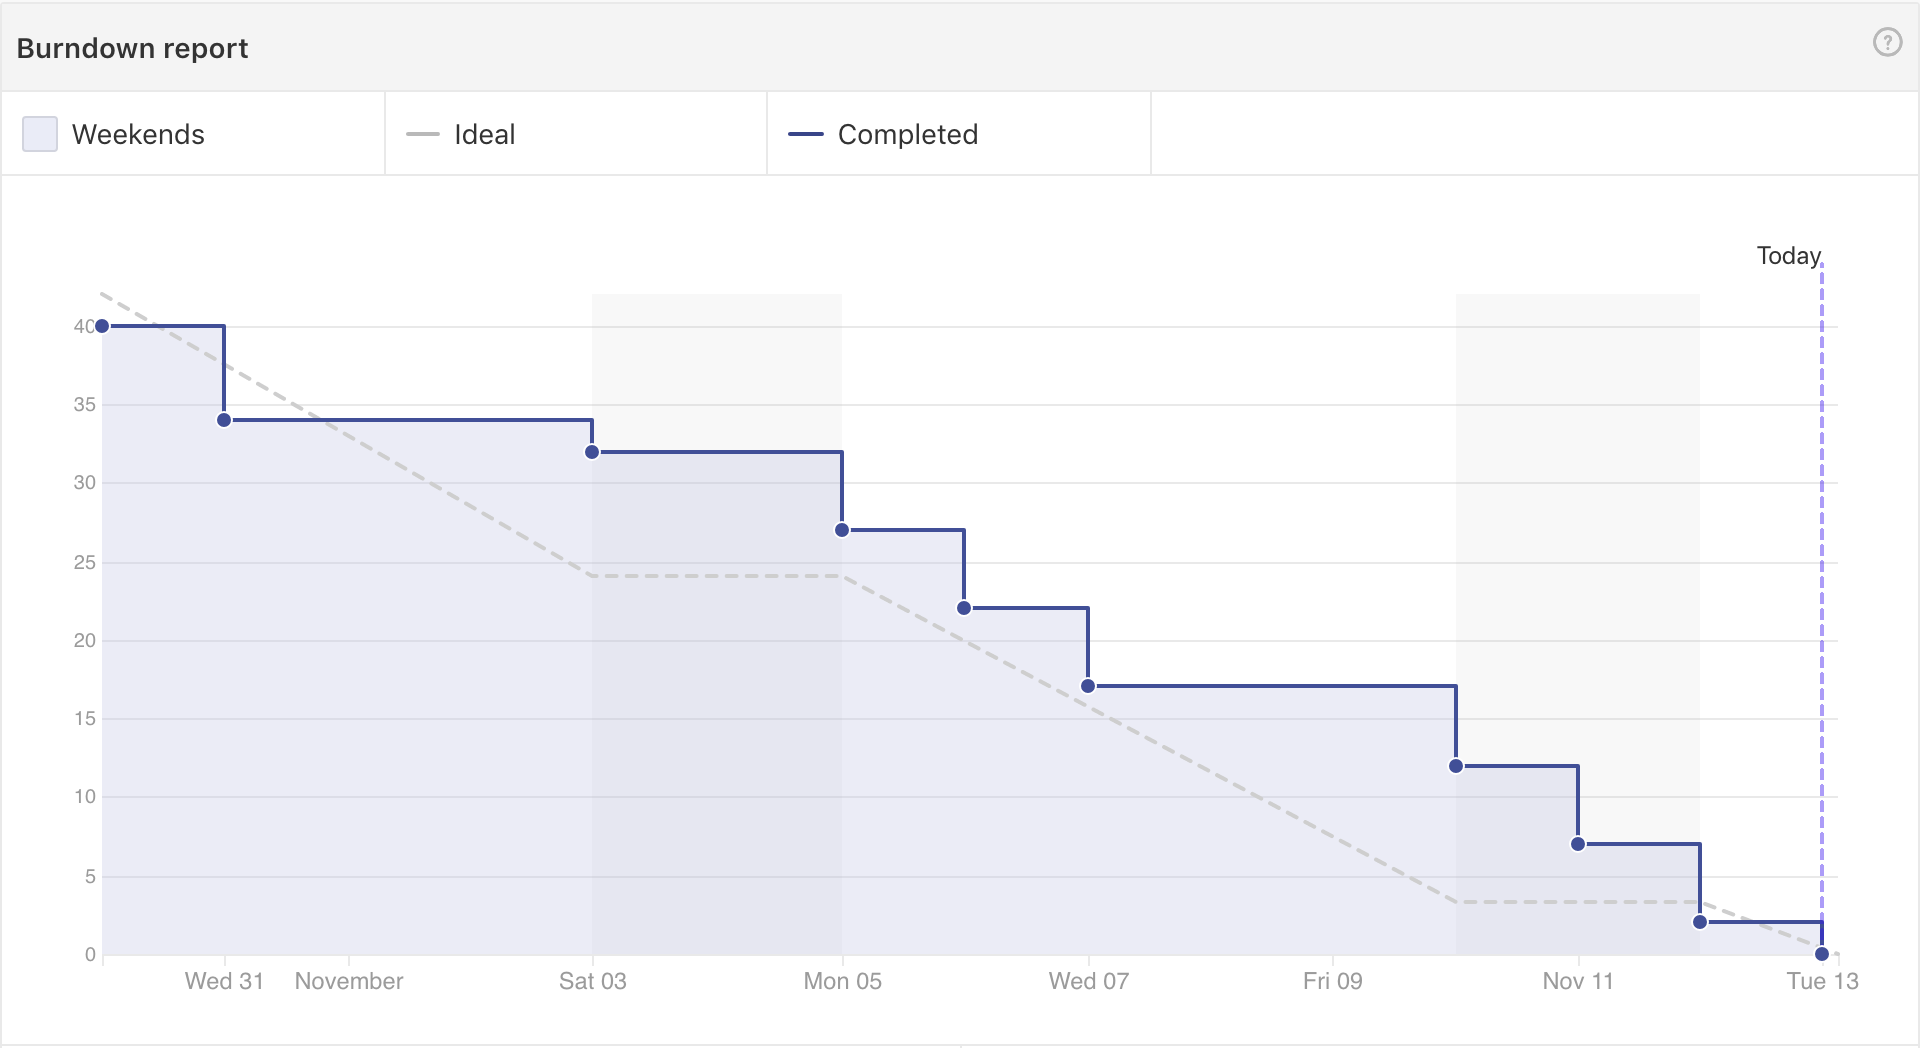 Burndown report
?
Weekends
Ideal
Completed
Today
40
35
30
25
20
15
10
5
0
Wed 31
November
Sat 03
Mon 05
Wed 07
Fri 09
Nov 11
Tue 13